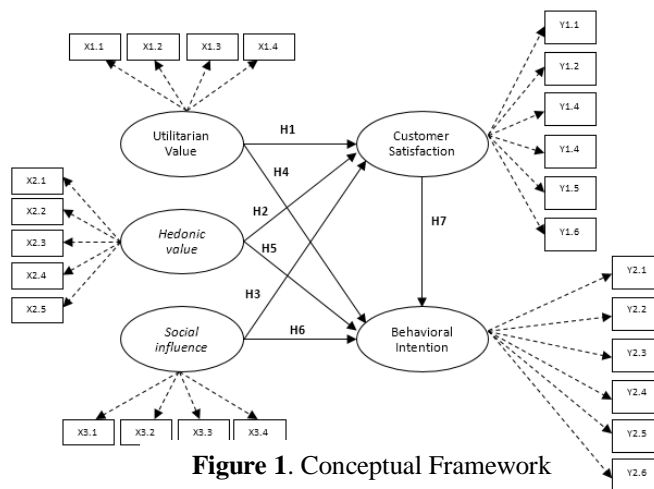 X1.1 X1.2 X1.3 X1.4
Utilitarian
Value
X2.1
X2.2
X2.3
X2.4
X2.5
Hedonic
value
Social
influence
X3.1 X3.2 X3.3 X3.4
H1
H4
H2
H5
H3
H6
H7
Customer
Satisfaction
Behavioral
Intention
Y1.1
Y1.2
Y1.4
Y1.4
Y1.5
Y1.6
Y2.1
Y2.2
Y2.3
Y2.4
Y2.5
Y2.6
Figure 1. Conceptual Framework